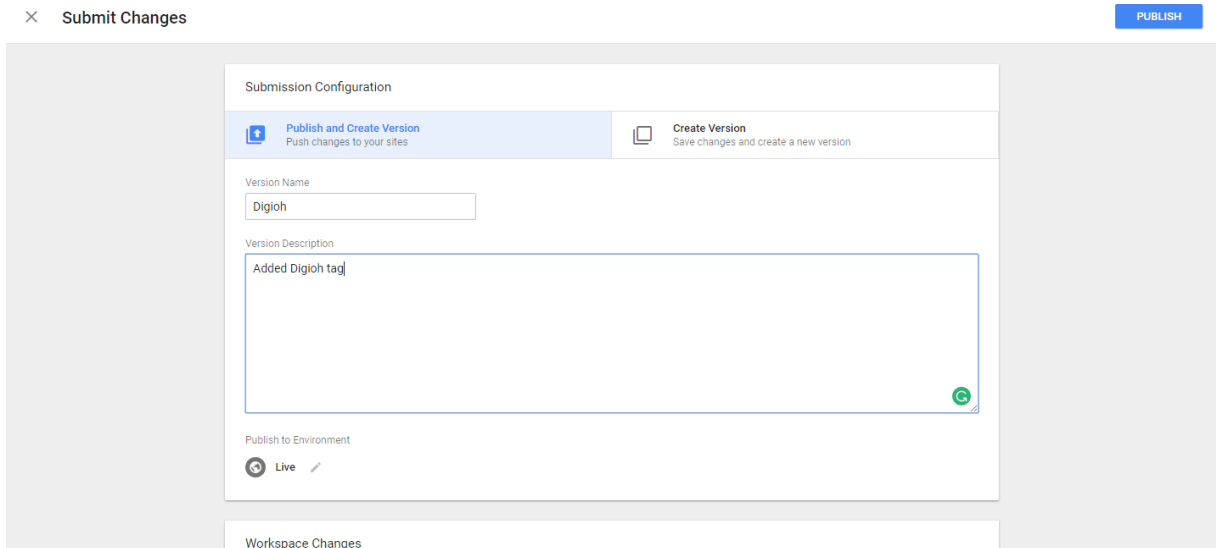 Submit Changes
PUBLISH
Submission Configuration
Publish and Create Version
Push changes to your sites
Create Version
Save changes and create a new version
Version Name
Digioh
Version Description
Added Digioh tag
Publish to Environment
Live
Workspace Changes